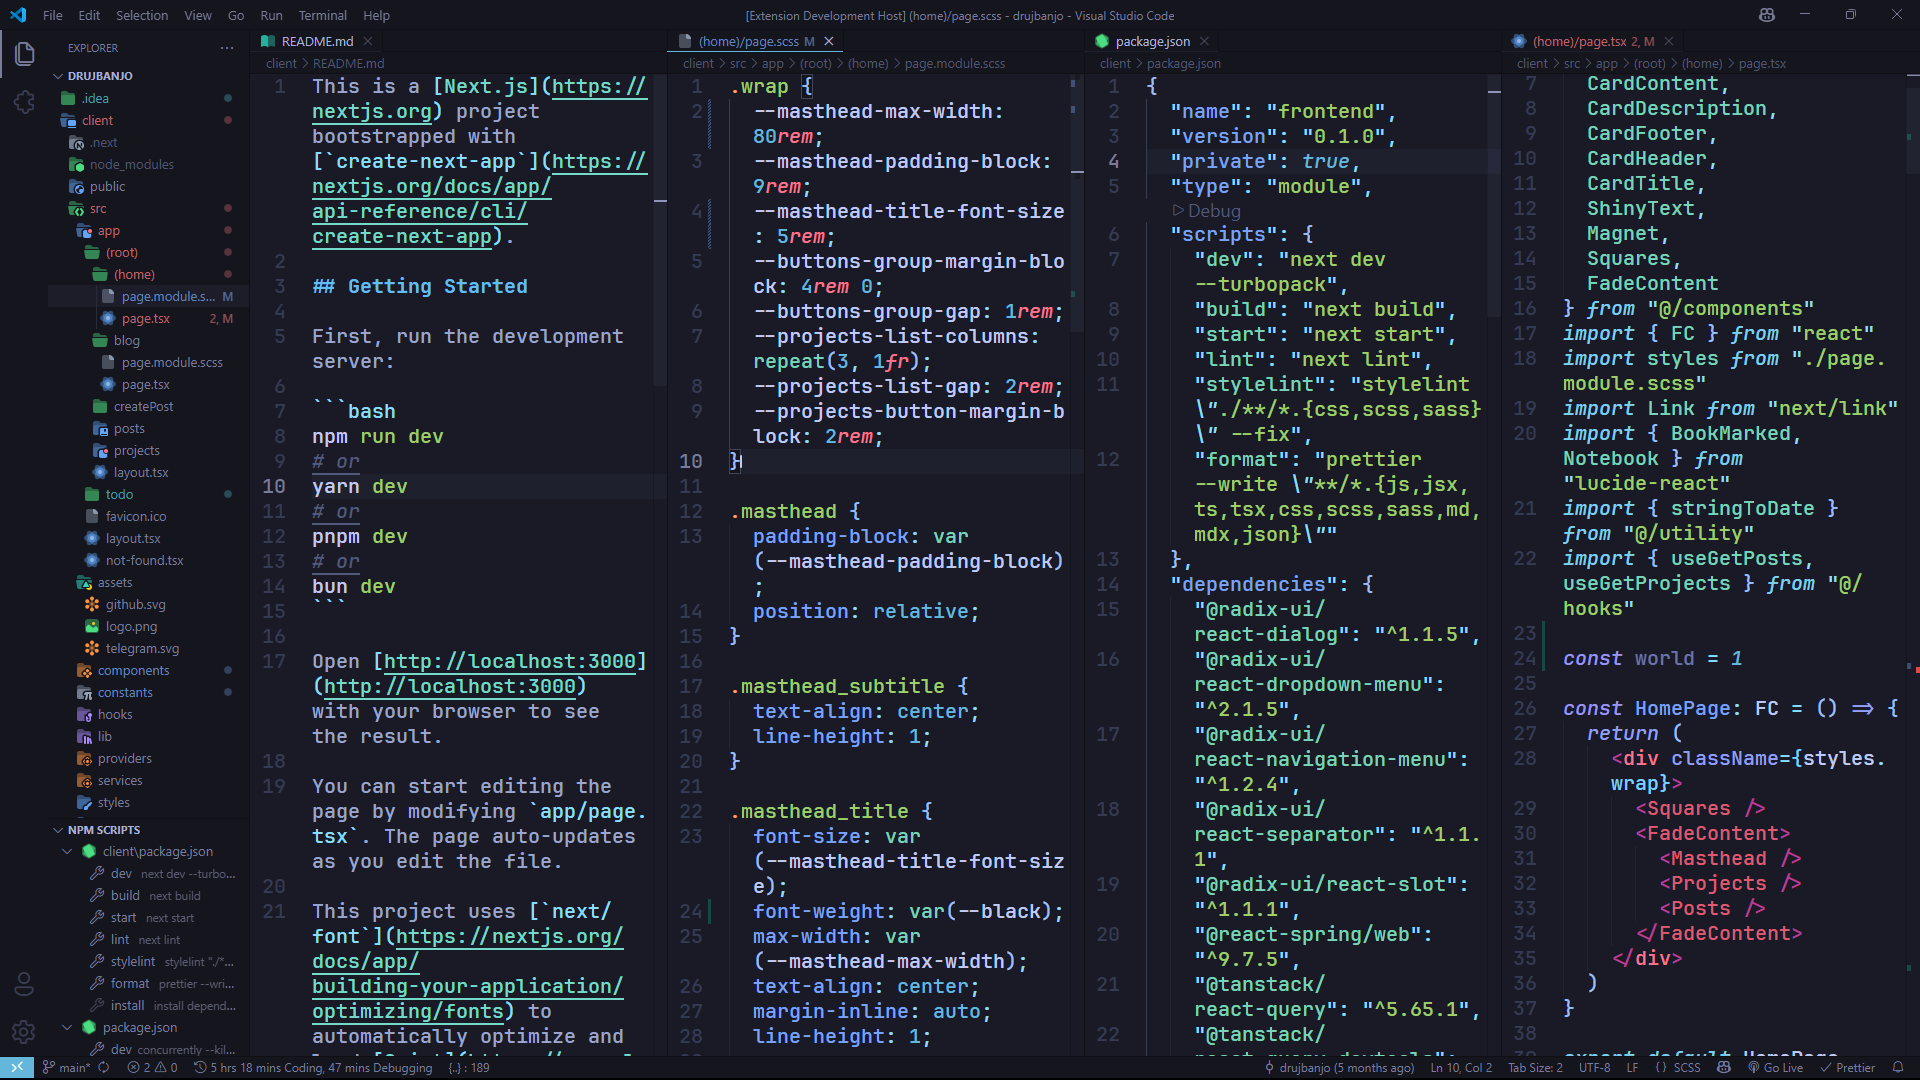 File Edit Selection View Go Run Terminal Help
[Extension Development Host] (home)/page.scss - drujbanjo - Visual Studio Code
EXPLORER
DRUJBANJO
.idea
client
.next
node_modules
public
src
app
(root)
(home)
page.module.s... M
page.tsx 2, M
blog
page.module.scss
page.tsx
createPost
posts
projects
layout.tsx
todo
favicon.ico
layout.tsx
not-found.tsx
assets
github.svg
logo.png
telegram.svg
components
constants
hooks
lib
providers
services
styles
NPM SCRIPTS
client\package.json
dev next dev --turbo...
build next build
start next start
lint next lint
stylelint stylelint "./*...
format prettier --wri...
install install depend...
package.json
dev concurrently --kil...
README.md
client > README.md
1 This is a [Next.js](https://
nextjs.org) project
bootstrapped with
[`create-next-app`](https://
nextjs.org/docs/app/
api-reference/cli/
create-next-app).
2
3 ## Getting Started
4
5 First, run the development
server:
6
7 ```bash
8 npm run dev
9 # or
10 yarn dev
11 # or
12 pnpm dev
13 # or
14 bun dev
15 ```
16
17 Open [http://localhost:3000]
(http://localhost:3000)
with your browser to see
the result.
18
19 You can start editing the
page by modifying `app/page.
tsx`. The page auto-updates
as you edit the file.
20
21 This project uses [`next/
font`](https://nextjs.org/
docs/app/
building-your-application/
optimizing/fonts) to
automatically optimize and
(home)/page.scss M
client > src > app > (root) > (home) > page.module.scss
1 .wrap {
2 --masthead-max-width:
80rem;
3 --masthead-padding-block:
9rem;
4 --masthead-title-font-size
: 5rem;
5 --buttons-group-margin-blo
ck: 4rem 0;
6 --buttons-group-gap: 1rem;
7 --projects-list-columns:
repeat(3, 1fr);
8 --projects-list-gap: 2rem;
9 --projects-button-margin-b
lock: 2rem;
10 }
11
12 .masthead {
13 padding-block: var
(--masthead-padding-block)
;
14 position: relative;
15 }
16
17 .masthead_subtitle {
18 text-align: center;
19 line-height: 1;
20 }
21
22 .masthead_title {
23 font-size: var
(--masthead-title-font-siz
e);
24 font-weight: var(--black);
25 max-width: var
(--masthead-max-width);
26 text-align: center;
27 margin-inline: auto;
28 line-height: 1;
package.json
client > package.json
1 {
2 "name": "frontend",
3 "version": "0.1.0",
4 "private": true,
5 "type": "module",
Debug
6 "scripts": {
7 "dev": "next dev
--turbopack",
8 "build": "next build",
9 "start": "next start",
10 "lint": "next lint",
11 "stylelint": "stylelint
\"./**/*.{css,scss,sass}
\" --fix",
12 "format": "prettier
--write \"**/*.{js,jsx,
ts,tsx,css,scss,sass,md,
mdx,json}\""
13 },
14 "dependencies": {
15 "@radix-ui/
react-dialog": "^1.1.5",
16 "@radix-ui/
react-dropdown-menu":
"^2.1.5",
17 "@radix-ui/
react-navigation-menu":
"^1.2.4",
18 "@radix-ui/
react-separator": "^1.1.
1",
19 "@radix-ui/react-slot":
"^1.1.1",
20 "@react-spring/web":
"^9.7.5",
21 "@tanstack/
react-query": "^5.65.1",
22 "@tanstack/
(home)/page.tsx 2, M
client > src > app > (root) > (home) > page.tsx
7 CardContent,
8 CardDescription,
9 CardFooter,
10 CardHeader,
11 CardTitle,
12 ShinyText,
13 Magnet,
14 Squares,
15 FadeContent
16 } from "@/components"
17 import { FC } from "react"
18 import styles from "./page.
module.scss"
19 import Link from "next/link"
20 import { BookMarked,
Notebook } from
"lucide-react"
21 import { stringToDate }
from "@/utility"
22 import { useGetPosts,
useGetProjects } from "@/
hooks"
23
24 const world = 1
25
26 const HomePage: FC = () => {
27 return (
28 <div className={styles.
wrap}>
29 <Squares />
30 <FadeContent>
31 <Masthead />
32 <Projects />
33 <Posts />
34 </FadeContent>
35 </div>
36 )
37 }
38
39 export default HomePage
main* 2 0 5 hrs 18 mins Coding, 47 mins Debugging {..} : 189
drujbanjo (5 months ago) Ln 10, Col 2 Tab Size: 2 UTF-8 LF { } SCSS Go Live Prettier